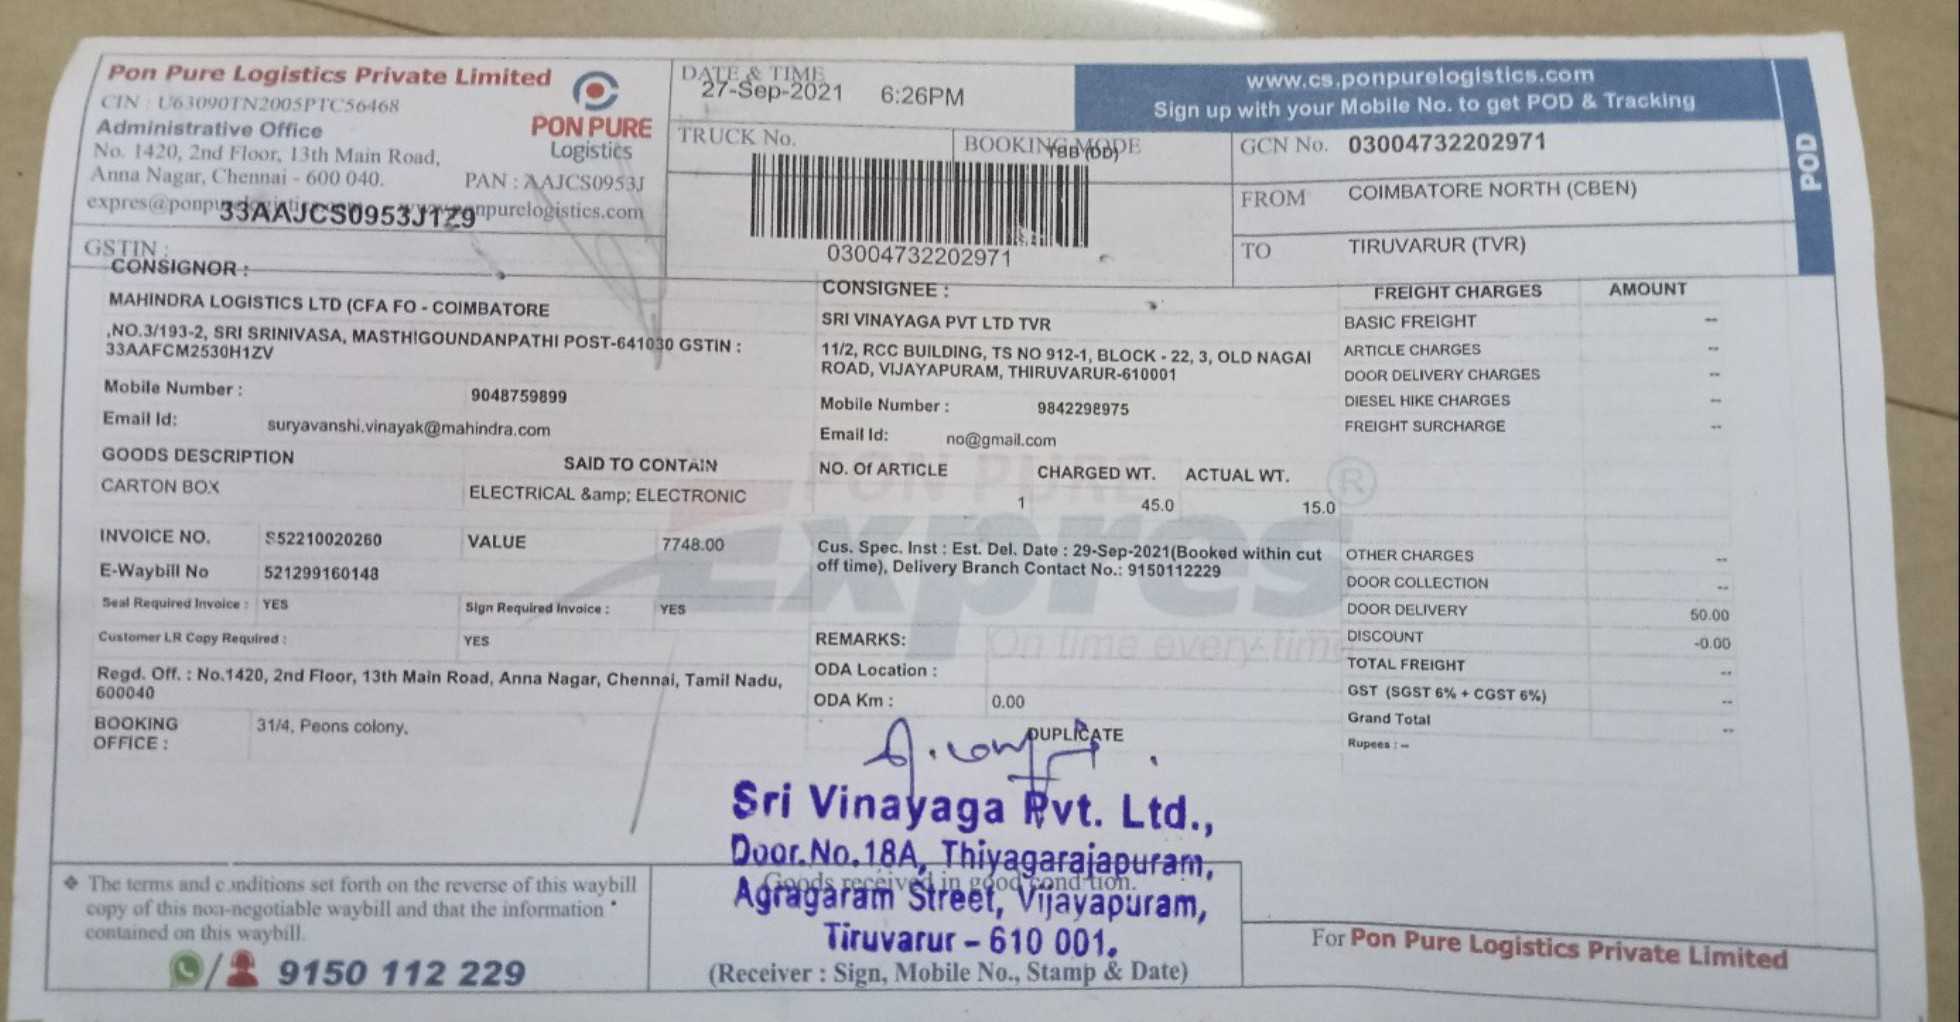 Pon Pure Logistics Private Limited
CIN : U63090TN2005PTC56468
Administrative Office
No. 1420, 2nd Floor, 13th Main Road,
Anna Nagar, Chennai - 600 040.
PAN : AAJCS0953J
PON PURE
Logistics
33AAJCS0953J1Z9
GSTIN :
DATE & TIME
27-Sep-2021 6:26PM
TRUCK No.
BOOKING MODE
TBB (DD)
03004732202971
www.cs.ponpurelogistics.com
Sign up with your Mobile No. to get POD & Tracking
GCN No. 03004732202971
FROM COIMBATORE NORTH (CBEN)
TO TIRUVARUR (TVR)
POD
CONSIGNOR :
MAHINDRA LOGISTICS LTD (CFA FO - COIMBATORE
,NO.3/193-2, SRI SRINIVASA, MASTHIGOUNDANPATHI POST-641030 GSTIN :
33AAFCM2530H1ZV
Mobile Number : 9048759899
Email Id: suryavanshi.vinayak@mahindra.com
CONSIGNEE :
SRI VINAYAGA PVT LTD TVR
11/2, RCC BUILDING, TS NO 912-1, BLOCK - 22, 3, OLD NAGAI
ROAD, VIJAYAPURAM, THIRUVARUR-610001
Mobile Number : 9842298975
Email Id: no@gmail.com
GOODS DESCRIPTION SAID TO CONTAIN
CARTON BOX ELECTRICAL &amp; ELECTRONIC
NO. Of ARTICLE CHARGED WT. ACTUAL WT.
1 45.0 15.0
INVOICE NO. S52210020260 VALUE 7748.00
E-Waybill No 521299160148
Seal Required Invoice : YES Sign Required Invoice : YES
Customer LR Copy Required : YES
Regd. Off. : No.1420, 2nd Floor, 13th Main Road, Anna Nagar, Chennai, Tamil Nadu,
600040
BOOKING
OFFICE : 31/4, Peons colony,
PON PURE
Expres
On time every time
Cus. Spec. Inst : Est. Del. Date : 29-Sep-2021(Booked within cut
off time), Delivery Branch Contact No.: 9150112229
REMARKS:
ODA Location :
ODA Km : 0.00
DUPLICATE
FREIGHT CHARGES AMOUNT
BASIC FREIGHT --
ARTICLE CHARGES --
DOOR DELIVERY CHARGES --
DIESEL HIKE CHARGES --
FREIGHT SURCHARGE --
OTHER CHARGES --
DOOR COLLECTION --
DOOR DELIVERY 50.00
DISCOUNT -0.00
TOTAL FREIGHT --
GST (SGST 6% + CGST 6%) --
Grand Total --
Rupees : --
Sri Vinayaga Pvt. Ltd.,
Door.No.18A, Thiyagarajapuram,
Agragaram Street, Vijayapuram,
Tiruvarur - 610 001.
Goods received in good condition.
(Receiver : Sign, Mobile No., Stamp & Date)
The terms and conditions set forth on the reverse of this waybill
copy of this non-negotiable waybill and that the information
contained on this waybill.
9150 112 229
For Pon Pure Logistics Private Limited